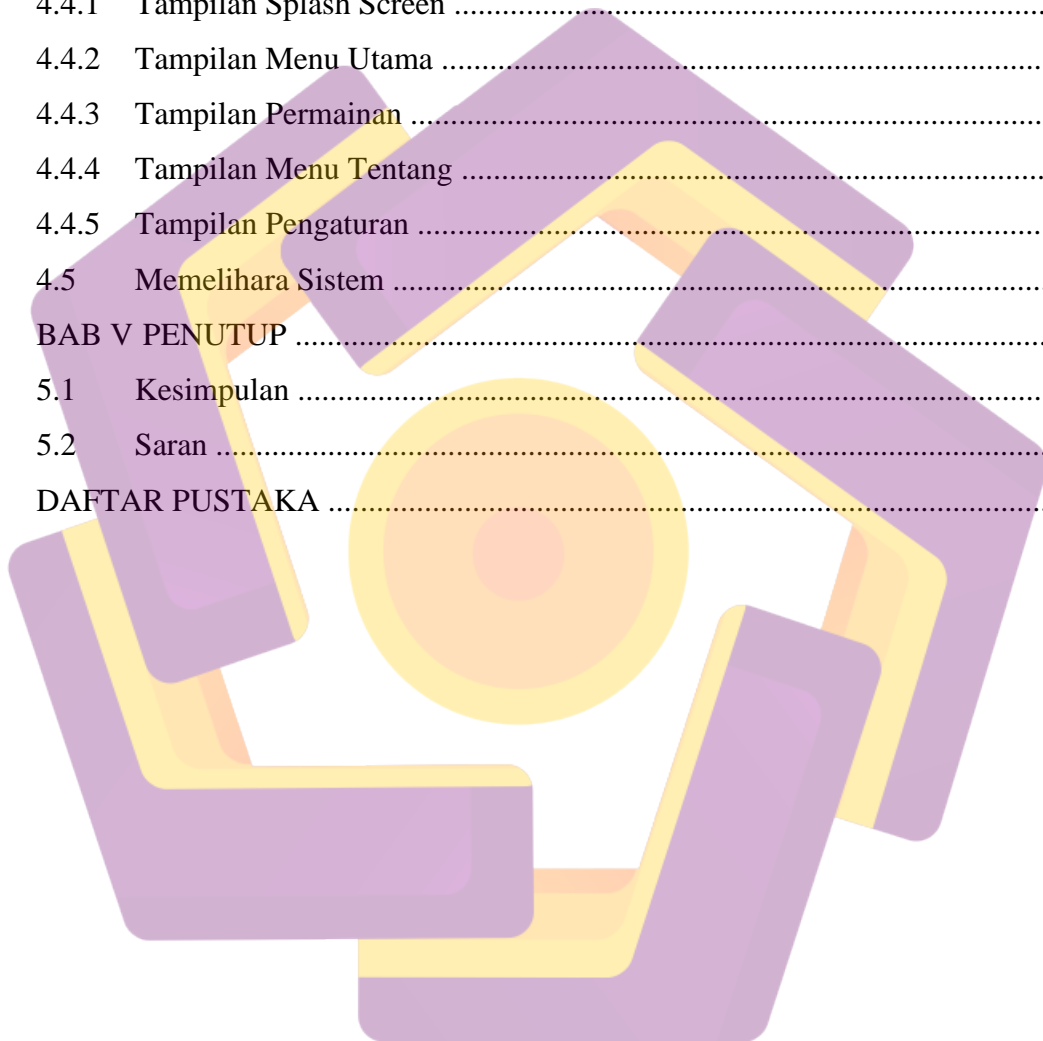 4.4.1 Tampilan Splash Screen ........................................................................
4.4.2 Tampilan Menu Utama ..........................................................................
4.4.3 Tampilan Permainan ..............................................................................
4.4.4 Tampilan Menu Tentang ........................................................................
4.4.5 Tampilan Pengaturan .............................................................................
4.5 Memelihara Sistem ................................................................................
BAB V PENUTUP .............................................................................................
5.1 Kesimpulan ............................................................................................
5.2 Saran ......................................................................................................
DAFTAR PUSTAKA .........................................................................................